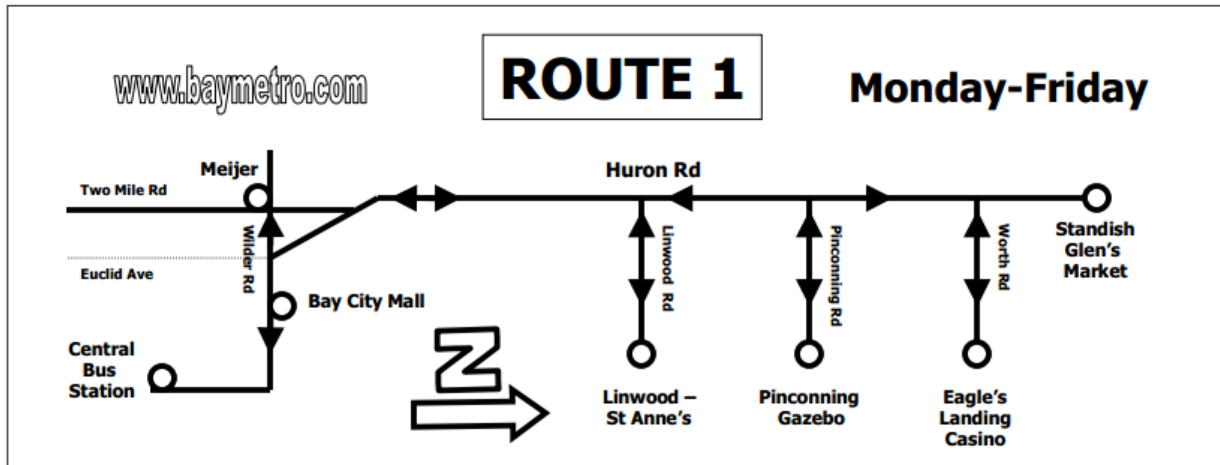 www.baymetro.com
ROUTE 1
Monday-Friday
Meijer
Huron Rd
Two Mile Rd
Wilder Rd
Linwood Rd
Pinconning Rd
Worth Rd
Standish
Glen's
Market
Euclid Ave
Bay City Mall
Central
Bus
Station
N
Linwood –
St Anne's
Pinconning
Gazebo
Eagle's
Landing
Casino